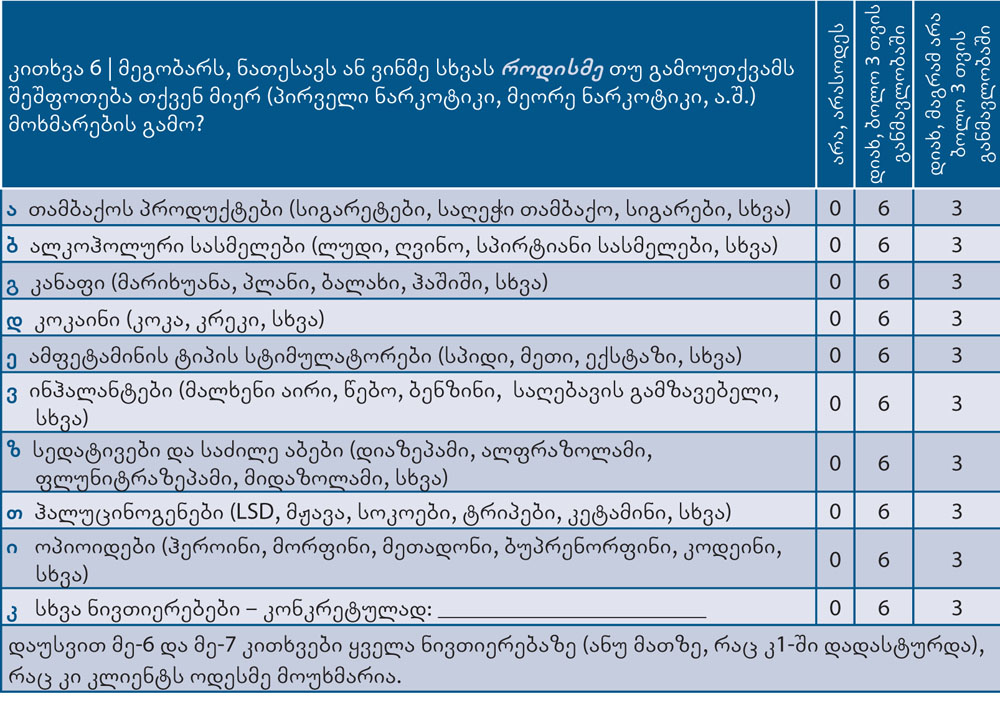 კითხვა 6 | მეგობარს, ნათესავს ან ვინმე სხვას როდისმე თუ გამოუთქვამს
შეშფოთება თქვენ მიერ (პირველი ნარკოტიკი, მეორე ნარკოტიკი, ა.შ.)
მოხმარების გამო?
არა, არასოდეს
დიახ, ბოლო 3 თვის
განმავლობაში
დიახ, მაგრამ არა
ბოლო 3 თვის
განმავლობაში
ა თამბაქოს პროდუქტები (სიგარეტები, საღეჭი თამბაქო, სიგარები, სხვა) 0 6 3
ბ ალკოჰოლური სასმელები (ლუდი, ღვინო, სპირტიანი სასმელები, სხვა) 0 6 3
გ კანაფი (მარიხუანა, პლანი, ბალახი, ჰაშიში, სხვა) 0 6 3
დ კოკაინი (კოკა, კრეკი, სხვა) 0 6 3
ე ამფეტამინის ტიპის სტიმულატორები (სპიდი, მეთი, ექსტაზი, სხვა) 0 6 3
ვ ინჰალანტები (მალხენი აირი, წებო, ბენზინი, საღებავის გამზავებელი,
სხვა) 0 6 3
ზ სედატივები და საძილე აბები (დიაზეპამი, ალფრაზოლამი,
ფლუნიტრაზეპამი, მიდაზოლამი, სხვა) 0 6 3
თ ჰალუცინოგენები (LSD, მჟავა, სოკოები, ტრიპები, კეტამინი, სხვა) 0 6 3
ი ოპიოიდები (ჰეროინი, მორფინი, მეთადონი, ბუპრენორფინი, კოდეინი,
სხვა) 0 6 3
კ სხვა ნივთიერებები – კონკრეტულად: ________________________ 0 6 3
დაუსვით მე-6 და მე-7 კითხვები ყველა ნივთიერებაზე (ანუ მათზე, რაც კ1-ში დადასტურდა),
რაც კი კლიენტს ოდესმე მოუხმარია.